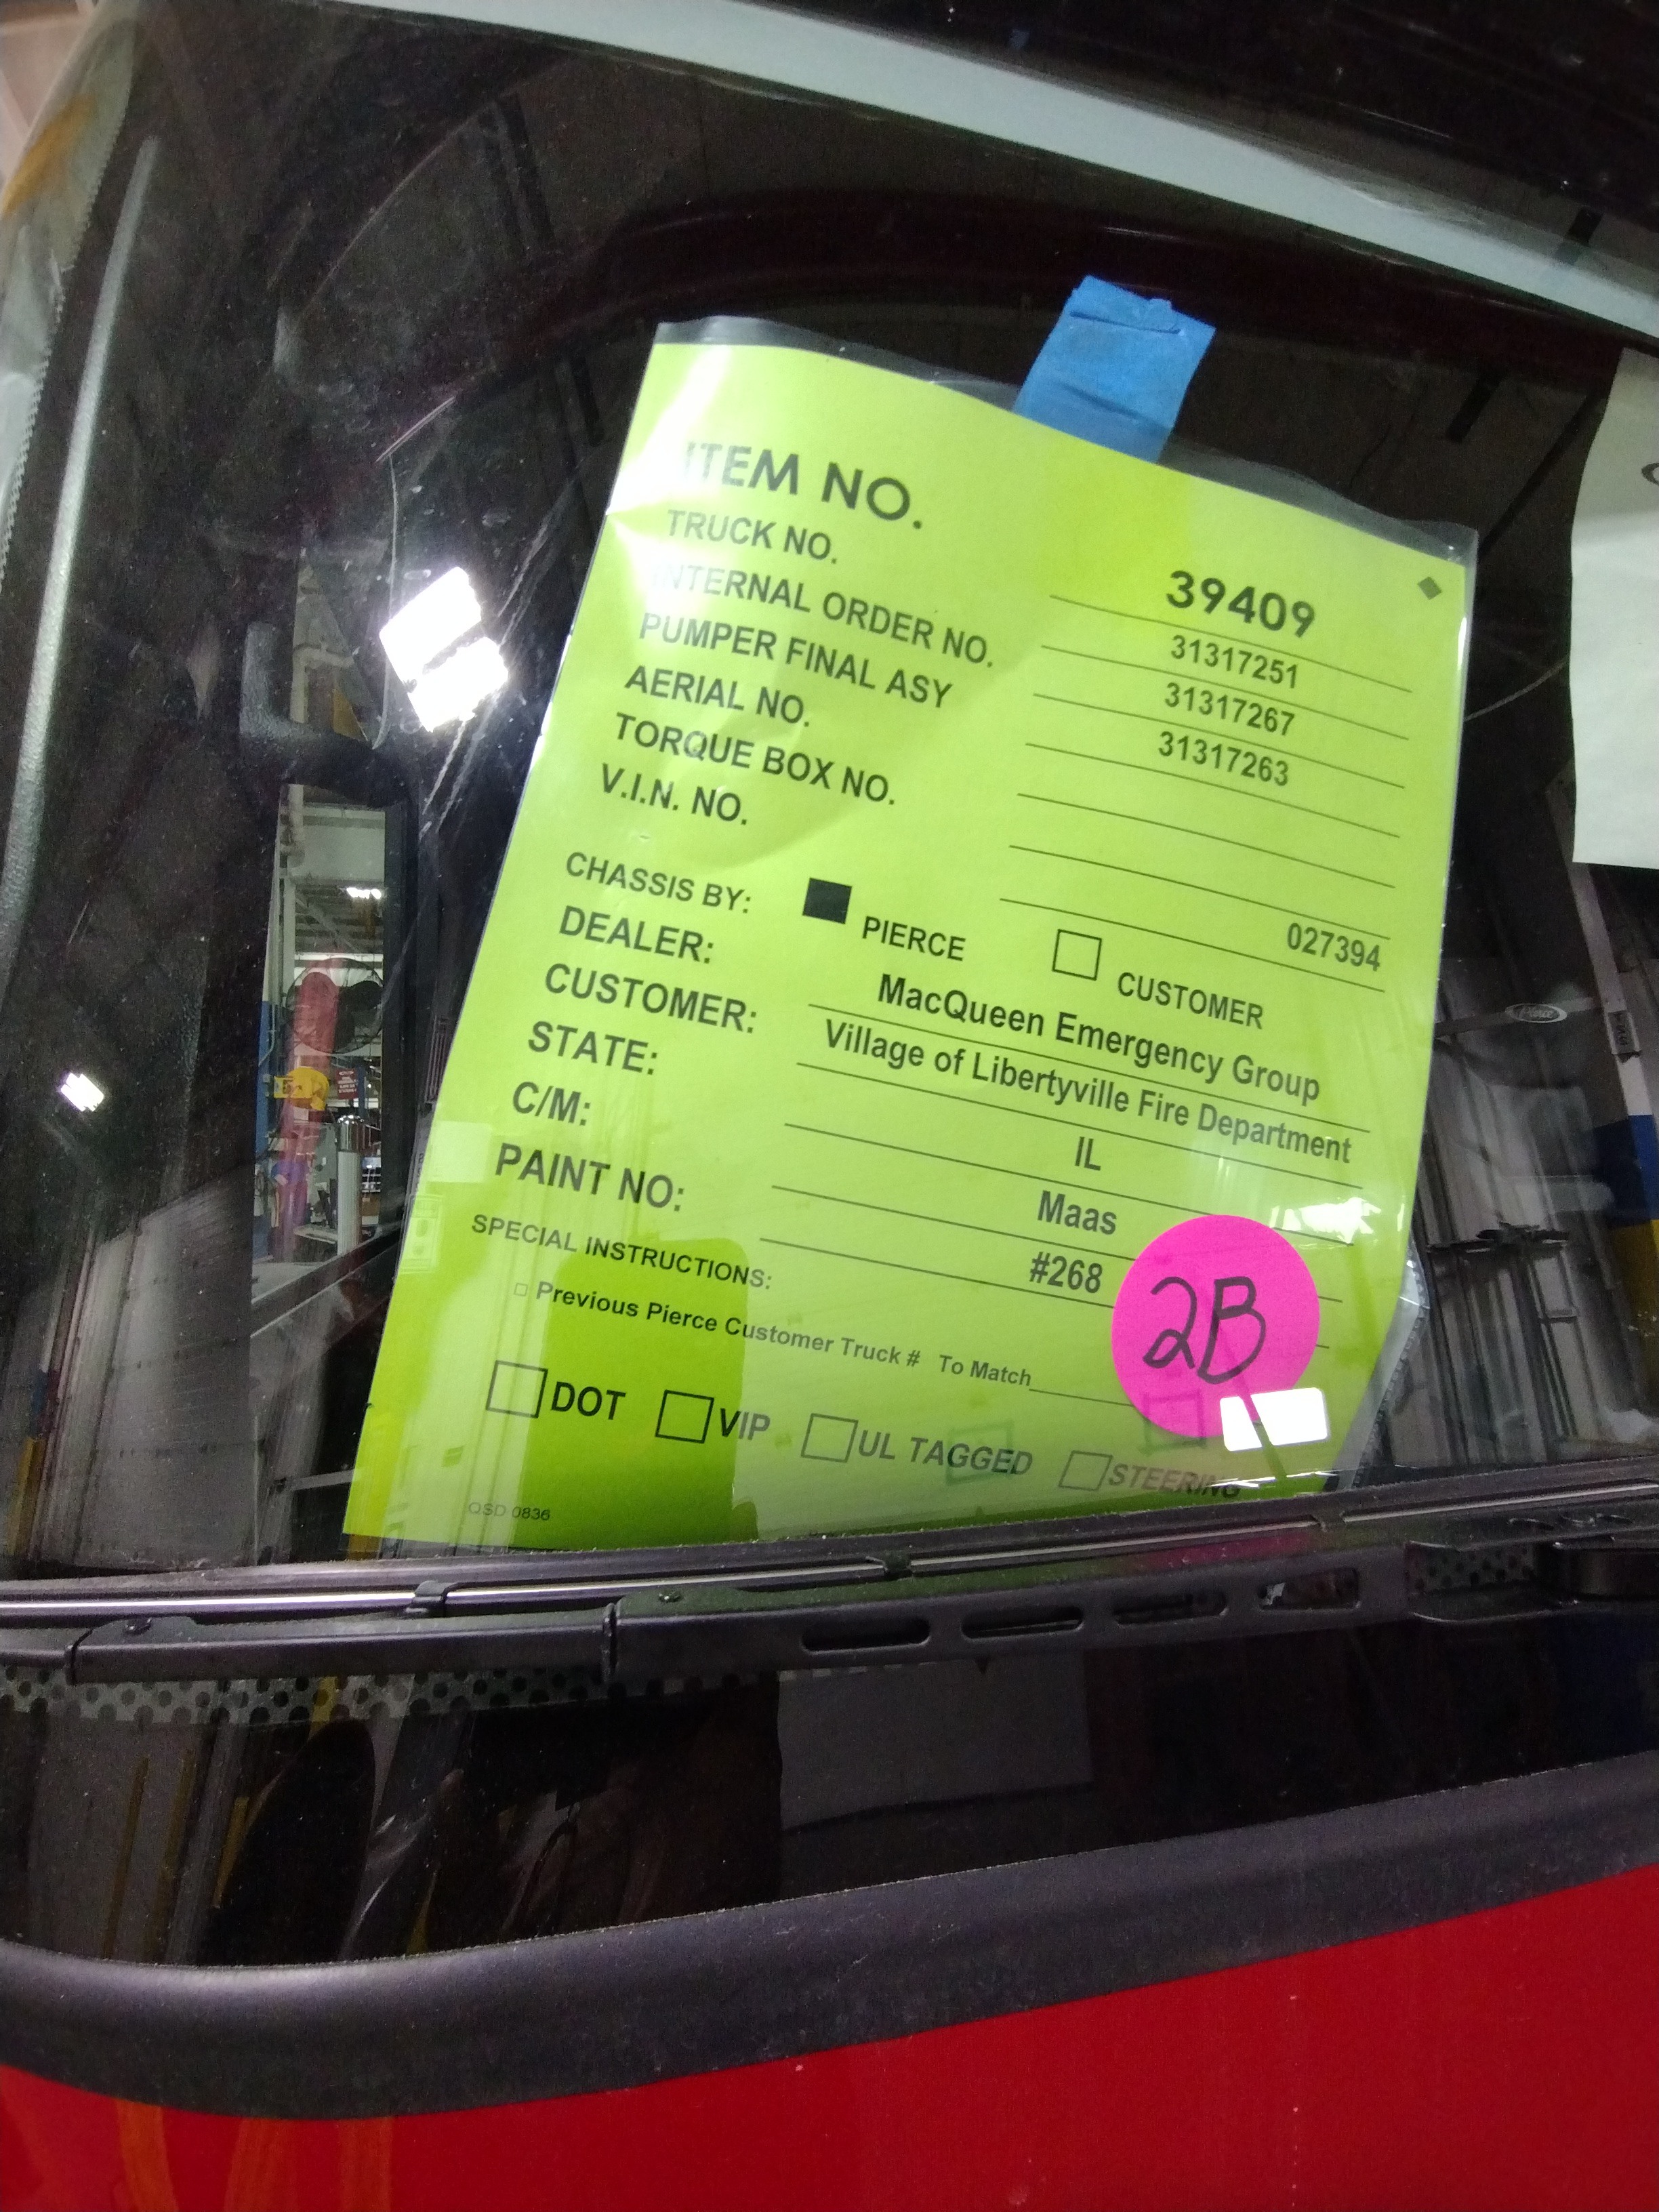 ITEM NO. 39409
TRUCK NO. 31317251
INTERNAL ORDER NO. 31317267
PUMPER FINAL ASY 31317263
AERIAL NO.
TORQUE BOX NO.
V.I.N. NO. 027394
CHASSIS BY: PIERCE CUSTOMER
DEALER: MacQueen Emergency Group
CUSTOMER: Village of Libertyville Fire Department
STATE: IL
C/M: Maas
PAINT NO: #268
SPECIAL INSTRUCTIONS:
Previous Pierce Customer Truck # To Match
2B
DOT VIP UL TAGGED STEERING
QSD 0836
Pierce